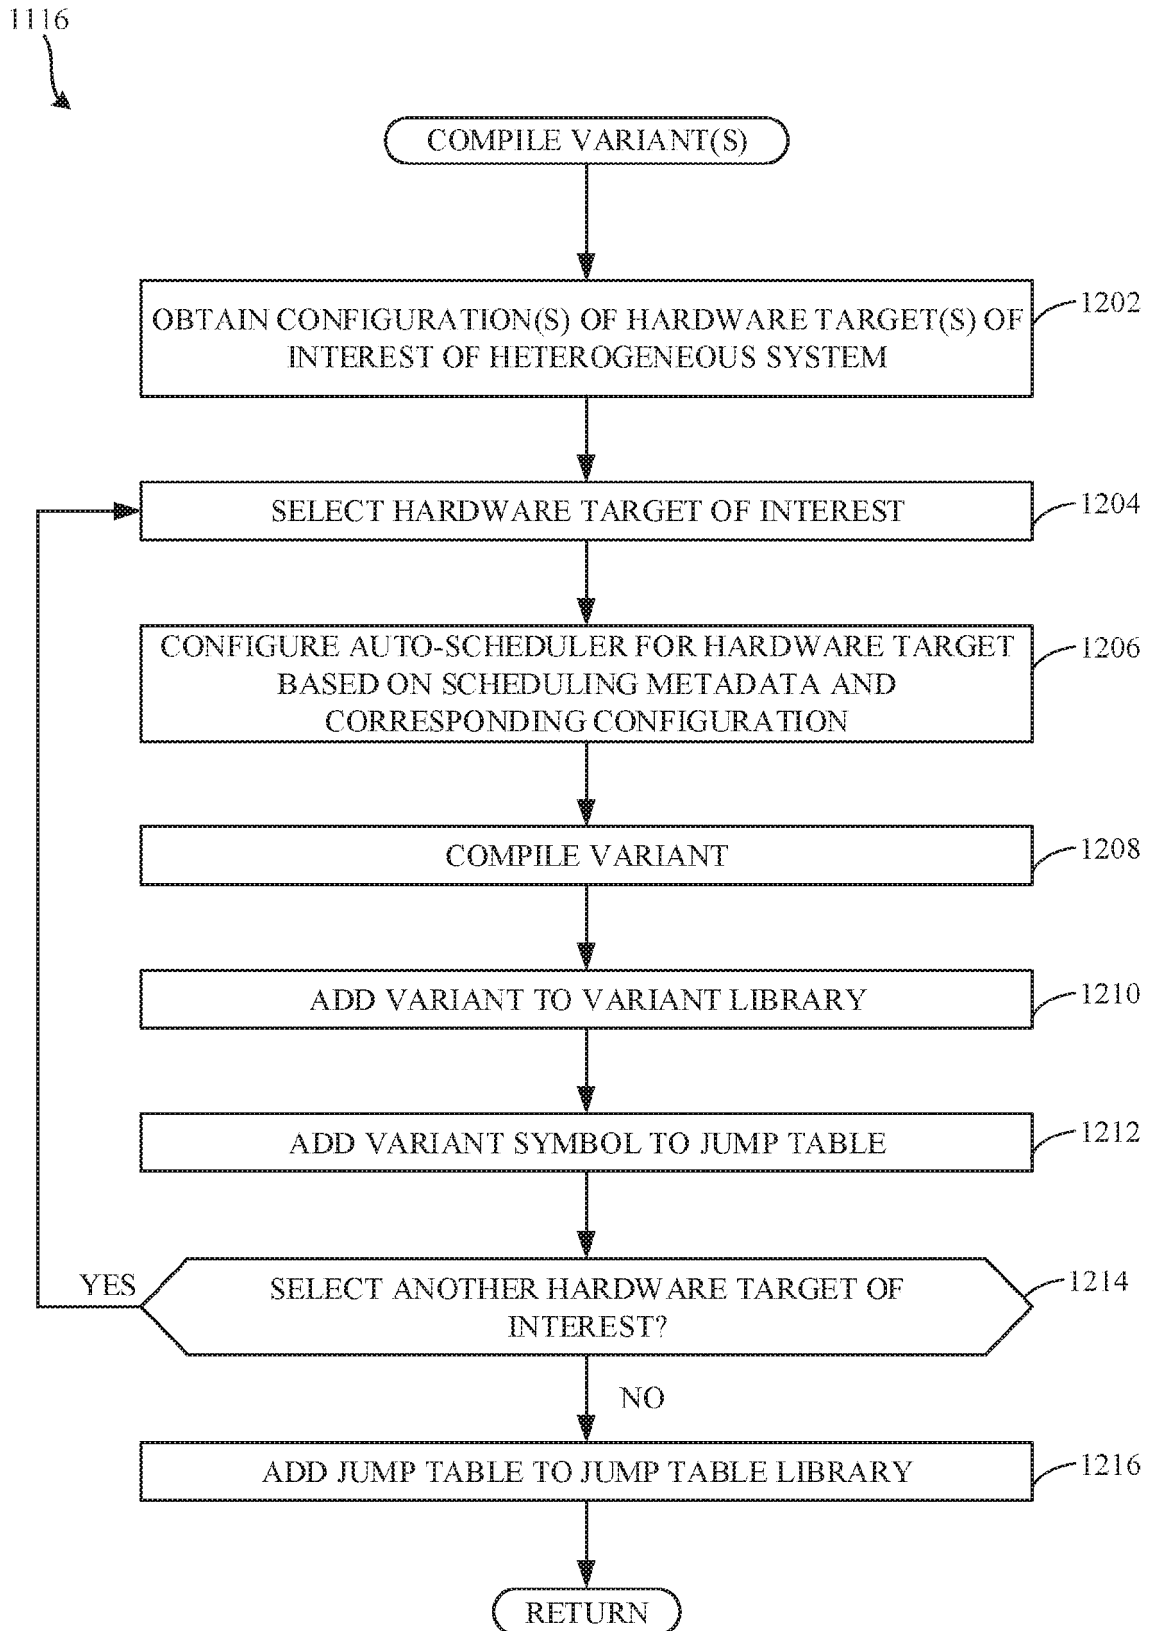 1116
COMPILE VARIANT(S)
OBTAIN CONFIGURATION(S) OF HARDWARE TARGET(S) OF
INTEREST OF HETEROGENEOUS SYSTEM
1202
SELECT HARDWARE TARGET OF INTEREST
1204
CONFIGURE AUTO-SCHEDULER FOR HARDWARE TARGET
BASED ON SCHEDULING METADATA AND
CORRESPONDING CONFIGURATION
1206
COMPILE VARIANT
1208
ADD VARIANT TO VARIANT LIBRARY
1210
ADD VARIANT SYMBOL TO JUMP TABLE
1212
YES
SELECT ANOTHER HARDWARE TARGET OF
INTEREST?
1214
NO
ADD JUMP TABLE TO JUMP TABLE LIBRARY
1216
RETURN